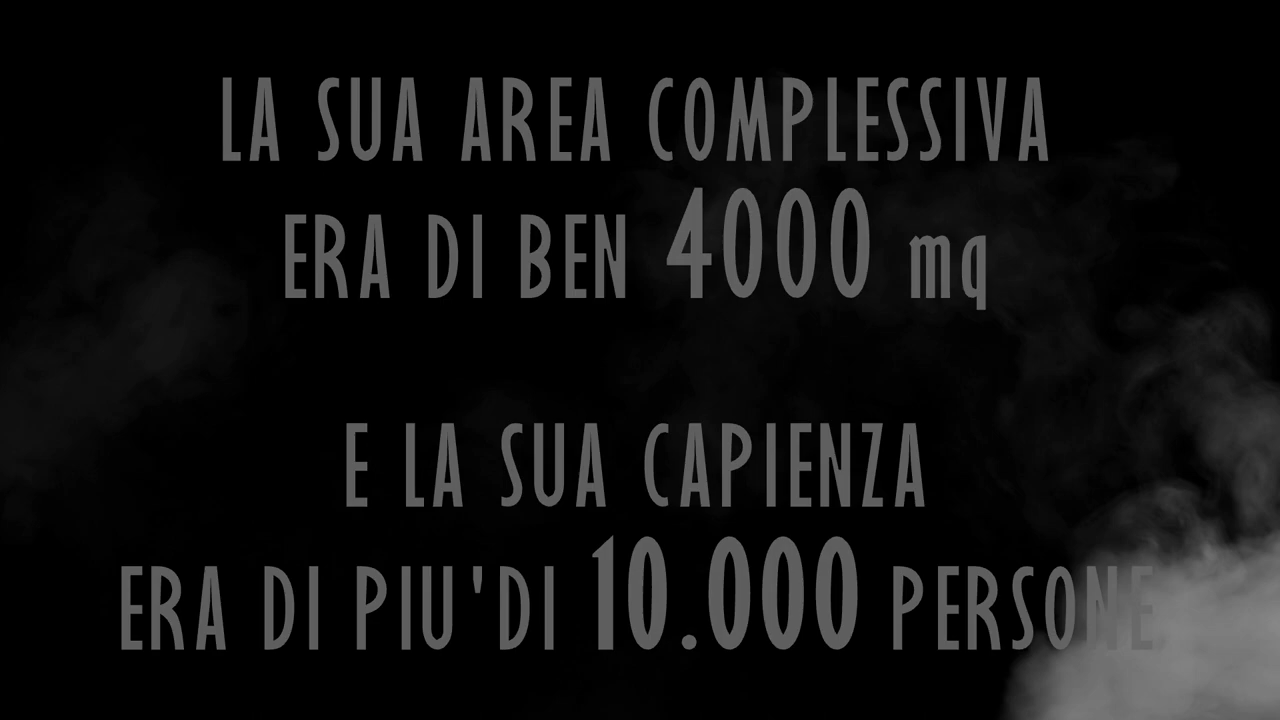 LA SUA AREA COMPLESSIVA
ERA DI BEN 4000 mq
E LA SUA CAPIENZA
ERA DI PIU'DI 10.000 PERSONE